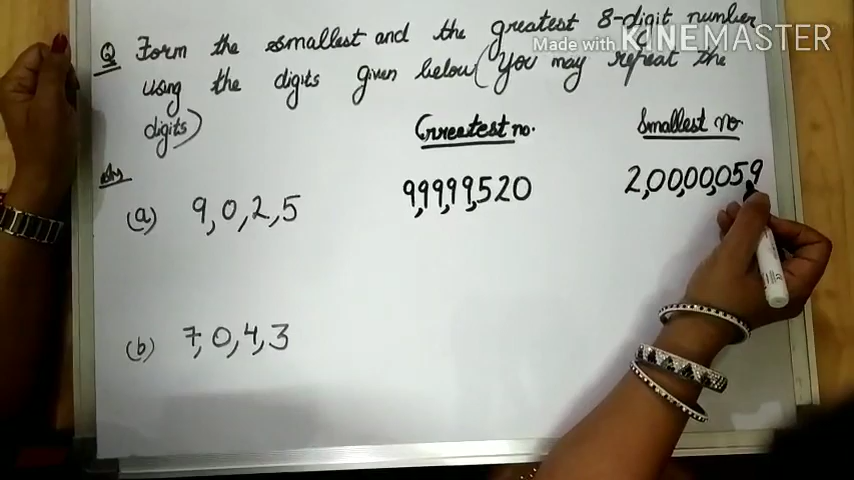 Q Form the smallest and the greatest 8-digit number
Made with KINEMASTER
using the digits given below (You may repeat the
digits)
Ans
Greatest no.
Smallest no.
(a) 9,0,2,5
9,99,99,520
2,00,00,059
(b) 7,0,4,3